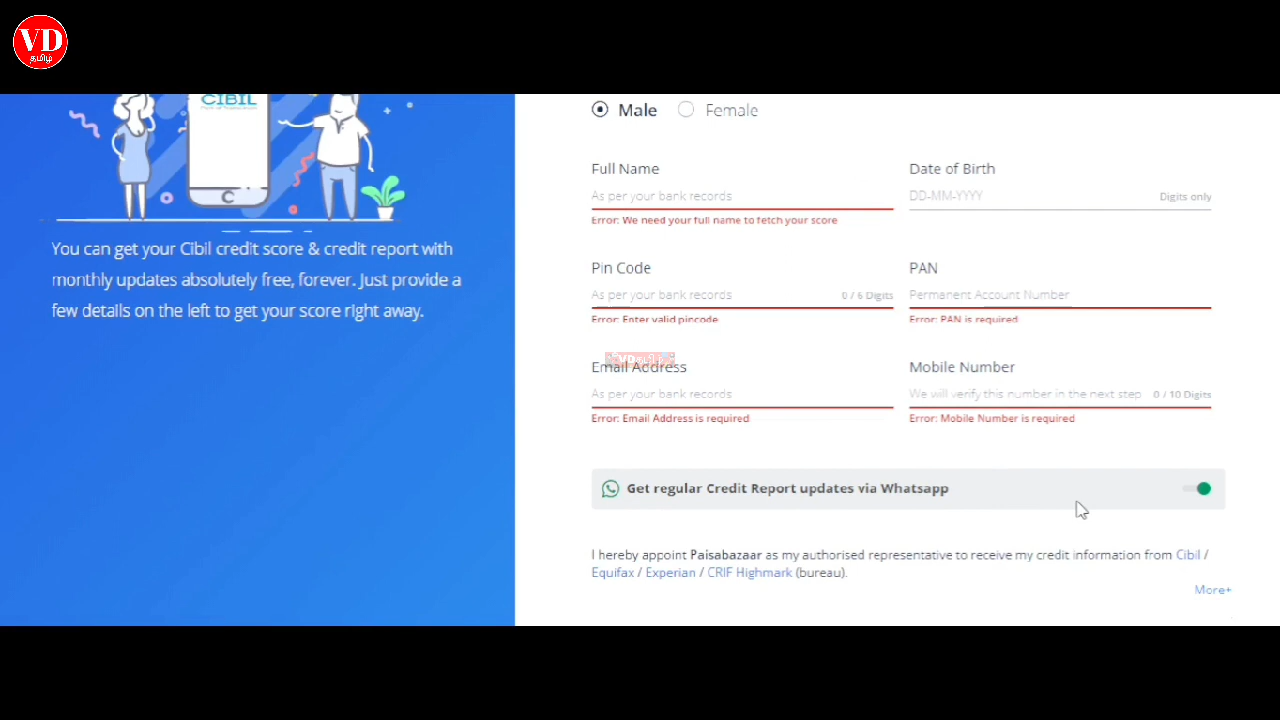 VD
தமிழ்
CIBIL
Male
Female
Full Name
Date of Birth
As per your bank records
DD-MM-YYYY
Digits only
Error: We need your full name to fetch your score
You can get your Cibil credit score & credit report with
monthly updates absolutely free, forever. Just provide a
few details on the left to get your score right away.
Pin Code
PAN
As per your bank records
0 / 6 Digits
Permanent Account Number
Error: Enter valid pincode
Error: PAN is required
VD தமிழ்
Email Address
Mobile Number
As per your bank records
We will verify this number in the next step
0 / 10 Digits
Error: Email Address is required
Error: Mobile Number is required
Get regular Credit Report updates via Whatsapp
I hereby appoint Paisabazaar as my authorised representative to receive my credit information from Cibil /
Equifax / Experian / CRIF Highmark (bureau).
More+